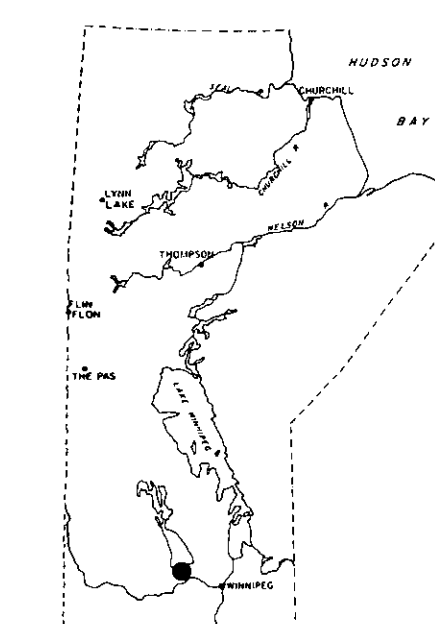 HUDSON
BAY
SEAL
CHURCHILL
CHURCHILL R
LYNN
LAKE
NELSON
R
THOMPSON
FLIN
FLON
THE PAS
LAKE WINNIPEG
WINNIPEG